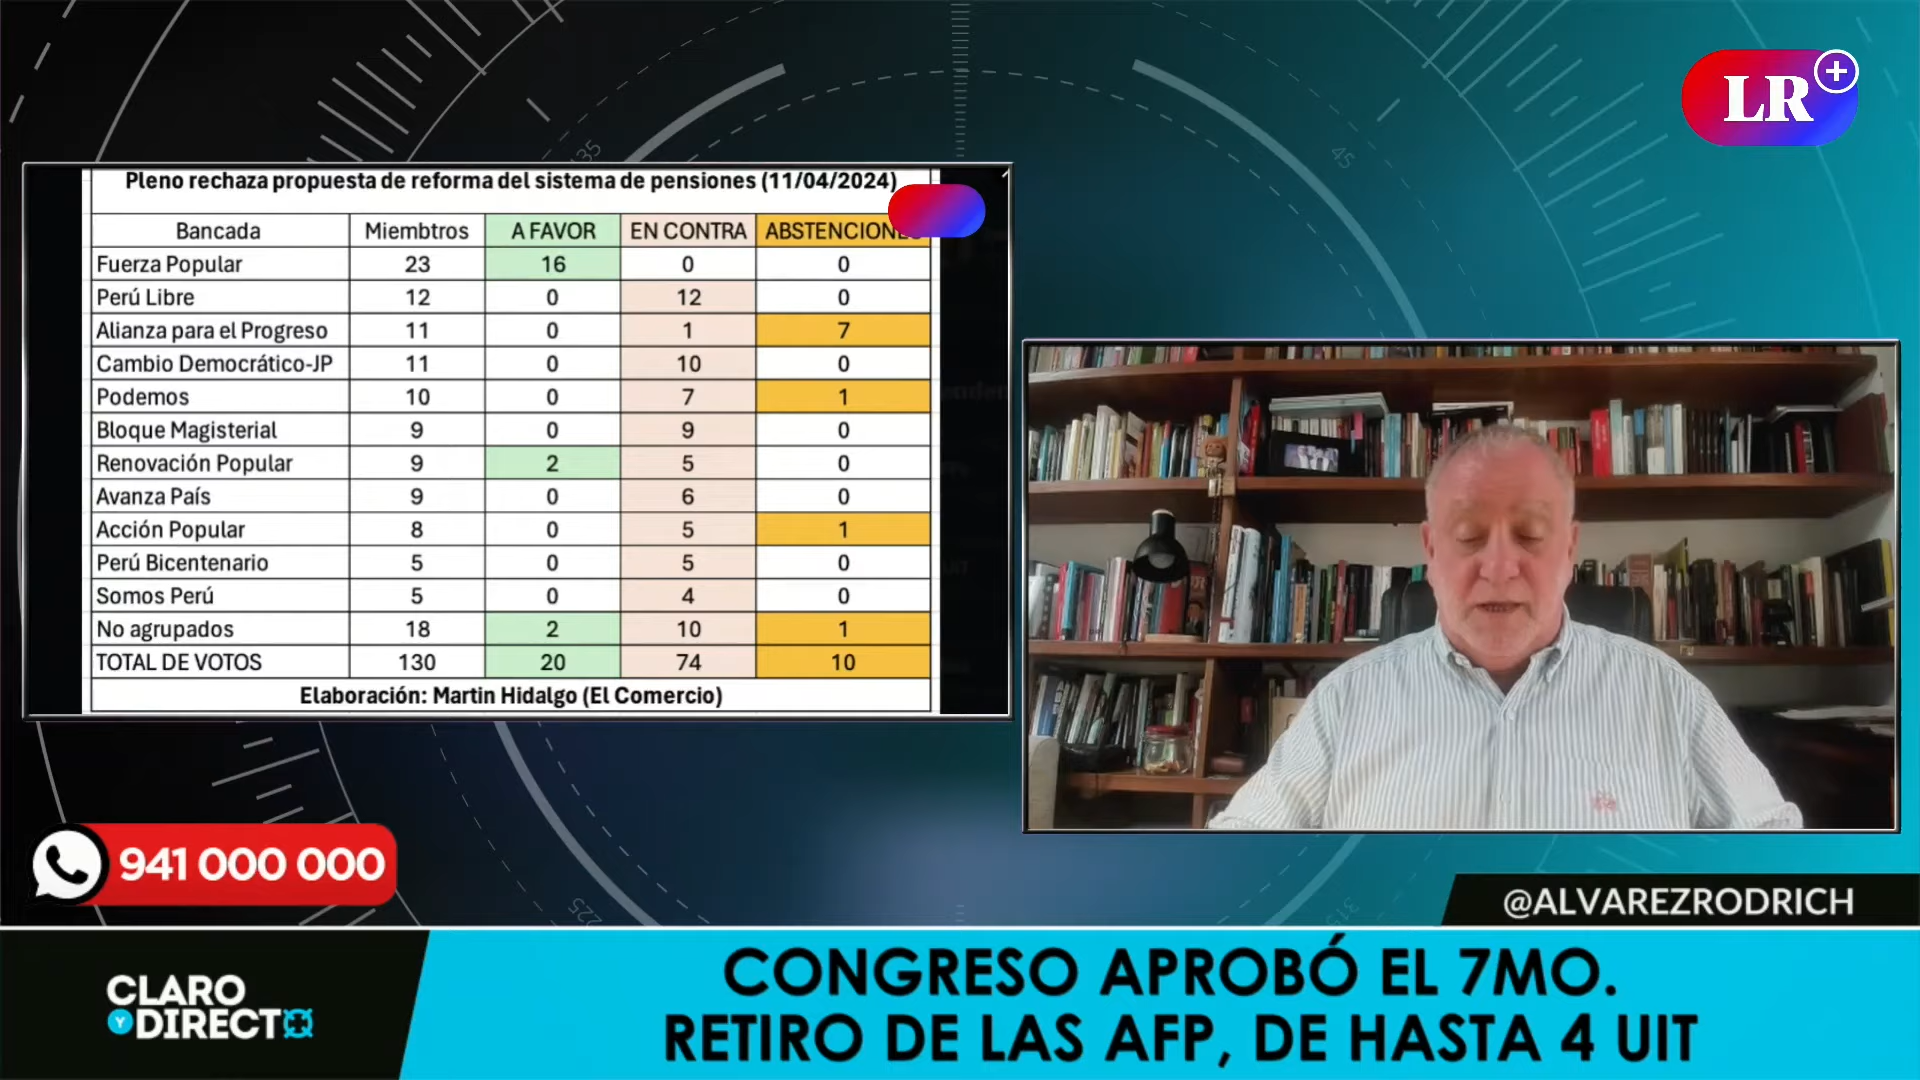 LR+
Pleno rechaza propuesta de reforma del sistema de pensiones (11/04/2024)
Bancada Miembtros A FAVOR EN CONTRA ABSTENCIONE
Fuerza Popular 23 16 0 0
Perú Libre 12 0 12 0
Alianza para el Progreso 11 0 1 7
Cambio Democrático-JP 11 0 10 0
Podemos 10 0 7 1
Bloque Magisterial 9 0 9 0
Renovación Popular 9 2 5 0
Avanza País 9 0 6 0
Acción Popular 8 0 5 1
Perú Bicentenario 5 0 5 0
Somos Perú 5 0 4 0
No agrupados 18 2 10 1
TOTAL DE VOTOS 130 20 74 10
Elaboración: Martin Hidalgo (El Comercio)
135
45
225
315
941 000 000
@ALVAREZRODRICH
CLARO
Y DIRECTO
CONGRESO APROBÓ EL 7MO.
RETIRO DE LAS AFP, DE HASTA 4 UIT